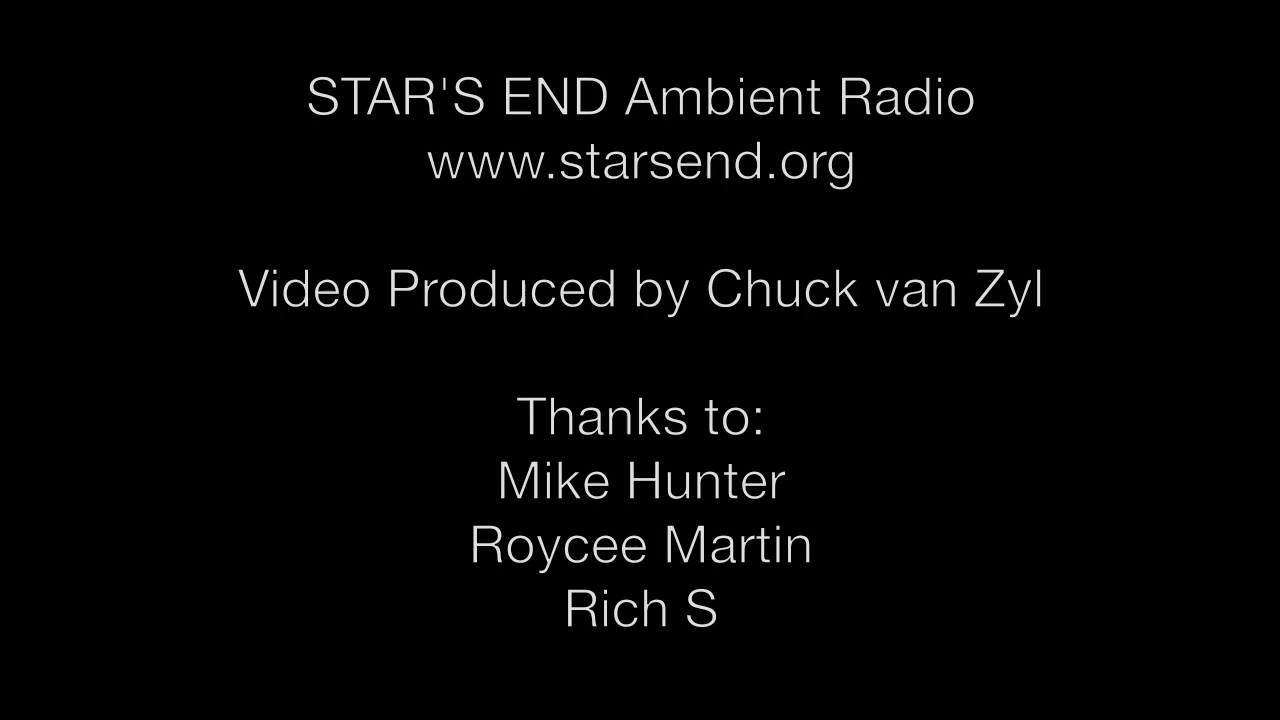 STAR'S END Ambient Radio
www.starsend.org
Video Produced by Chuck van Zyl
Thanks to:
Mike Hunter
Roycee Martin
Rich S